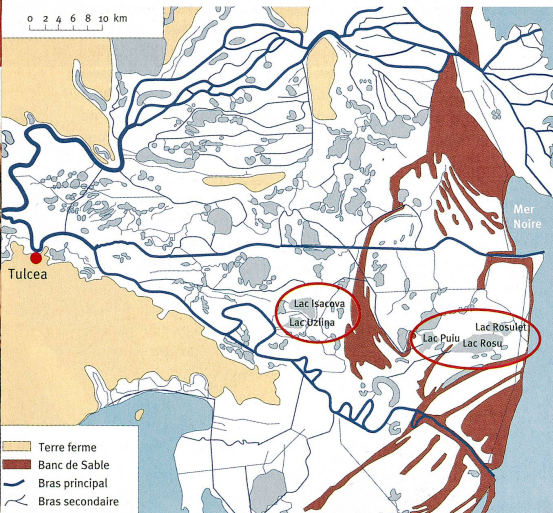 0 2 4 6 8 10 km
Mer
Noire
Tulcea
Lac Isacova
Lac Uzlina
Lac Rosulet
Lac Puiu
Lac Rosu
Terre ferme
Banc de Sable
Bras principal
Bras secondaire